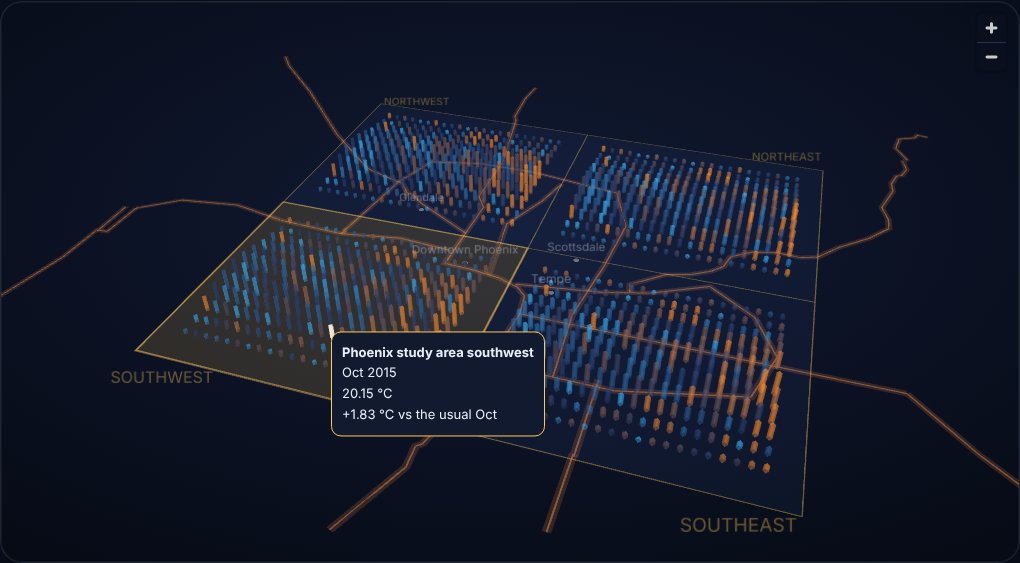 +
−
NORTHWEST
NORTHEAST
Glendale
Downtown Phoenix
Scottsdale
Tempe
Phoenix study area southwest
Oct 2015
20.15 °C
+1.83 °C vs the usual Oct
SOUTHWEST
SOUTHEAST